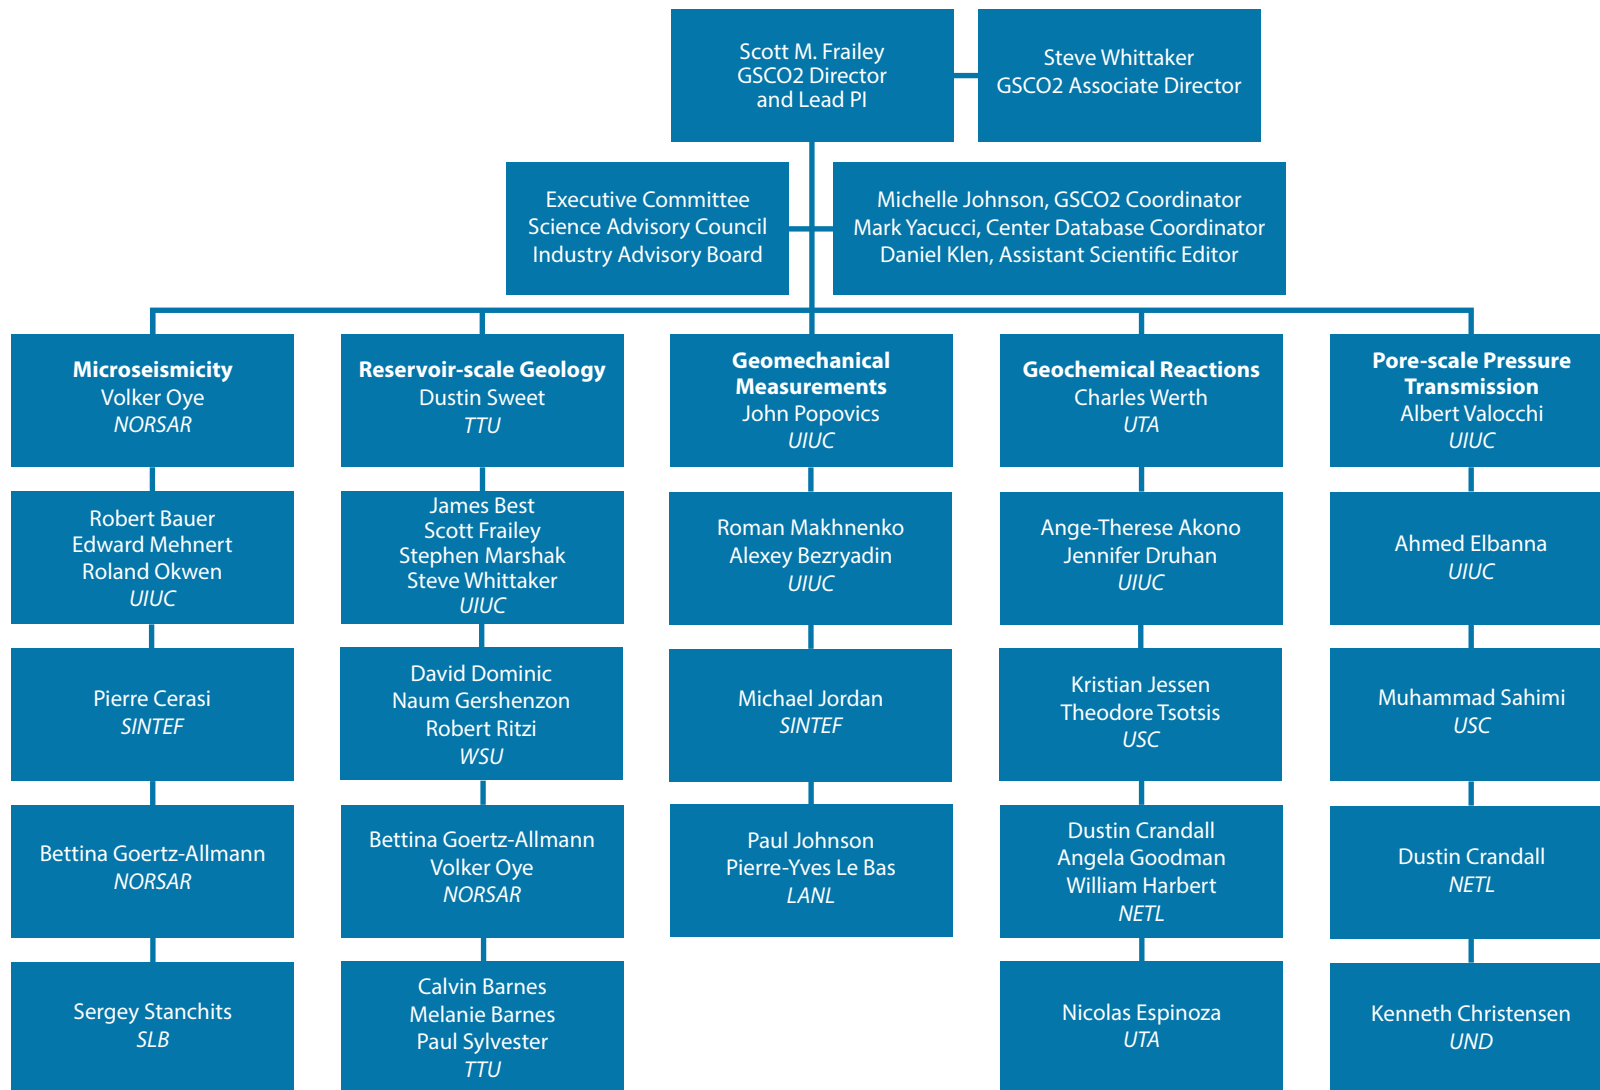 Scott M. Frailey
GSCO2 Director
and Lead PI
Steve Whittaker
GSCO2 Associate Director
Executive Committee
Science Advisory Council
Industry Advisory Board
Michelle Johnson, GSCO2 Coordinator
Mark Yacucci, Center Database Coordinator
Daniel Klen, Assistant Scientific Editor
Microseismicity
Volker Oye
NORSAR
Robert Bauer
Edward Mehnert
Roland Okwen
UIUC
Pierre Cerasi
SINTEF
Bettina Goertz-Allmann
NORSAR
Sergey Stanchits
SLB
Reservoir-scale Geology
Dustin Sweet
TTU
James Best
Scott Frailey
Stephen Marshak
Steve Whittaker
UIUC
David Dominic
Naum Gershenzon
Robert Ritzi
WSU
Bettina Goertz-Allmann
Volker Oye
NORSAR
Calvin Barnes
Melanie Barnes
Paul Sylvester
TTU
Geomechanical
Measurements
John Popovics
UIUC
Roman Makhnenko
Alexey Bezryadin
UIUC
Michael Jordan
SINTEF
Paul Johnson
Pierre-Yves Le Bas
LANL
Geochemical Reactions
Charles Werth
UTA
Ange-Therese Akono
Jennifer Druhan
UIUC
Kristian Jessen
Theodore Tsotsis
USC
Dustin Crandall
Angela Goodman
William Harbert
NETL
Nicolas Espinoza
UTA
Pore-scale Pressure
Transmission
Albert Valocchi
UIUC
Ahmed Elbanna
UIUC
Muhammad Sahimi
USC
Dustin Crandall
NETL
Kenneth Christensen
UND